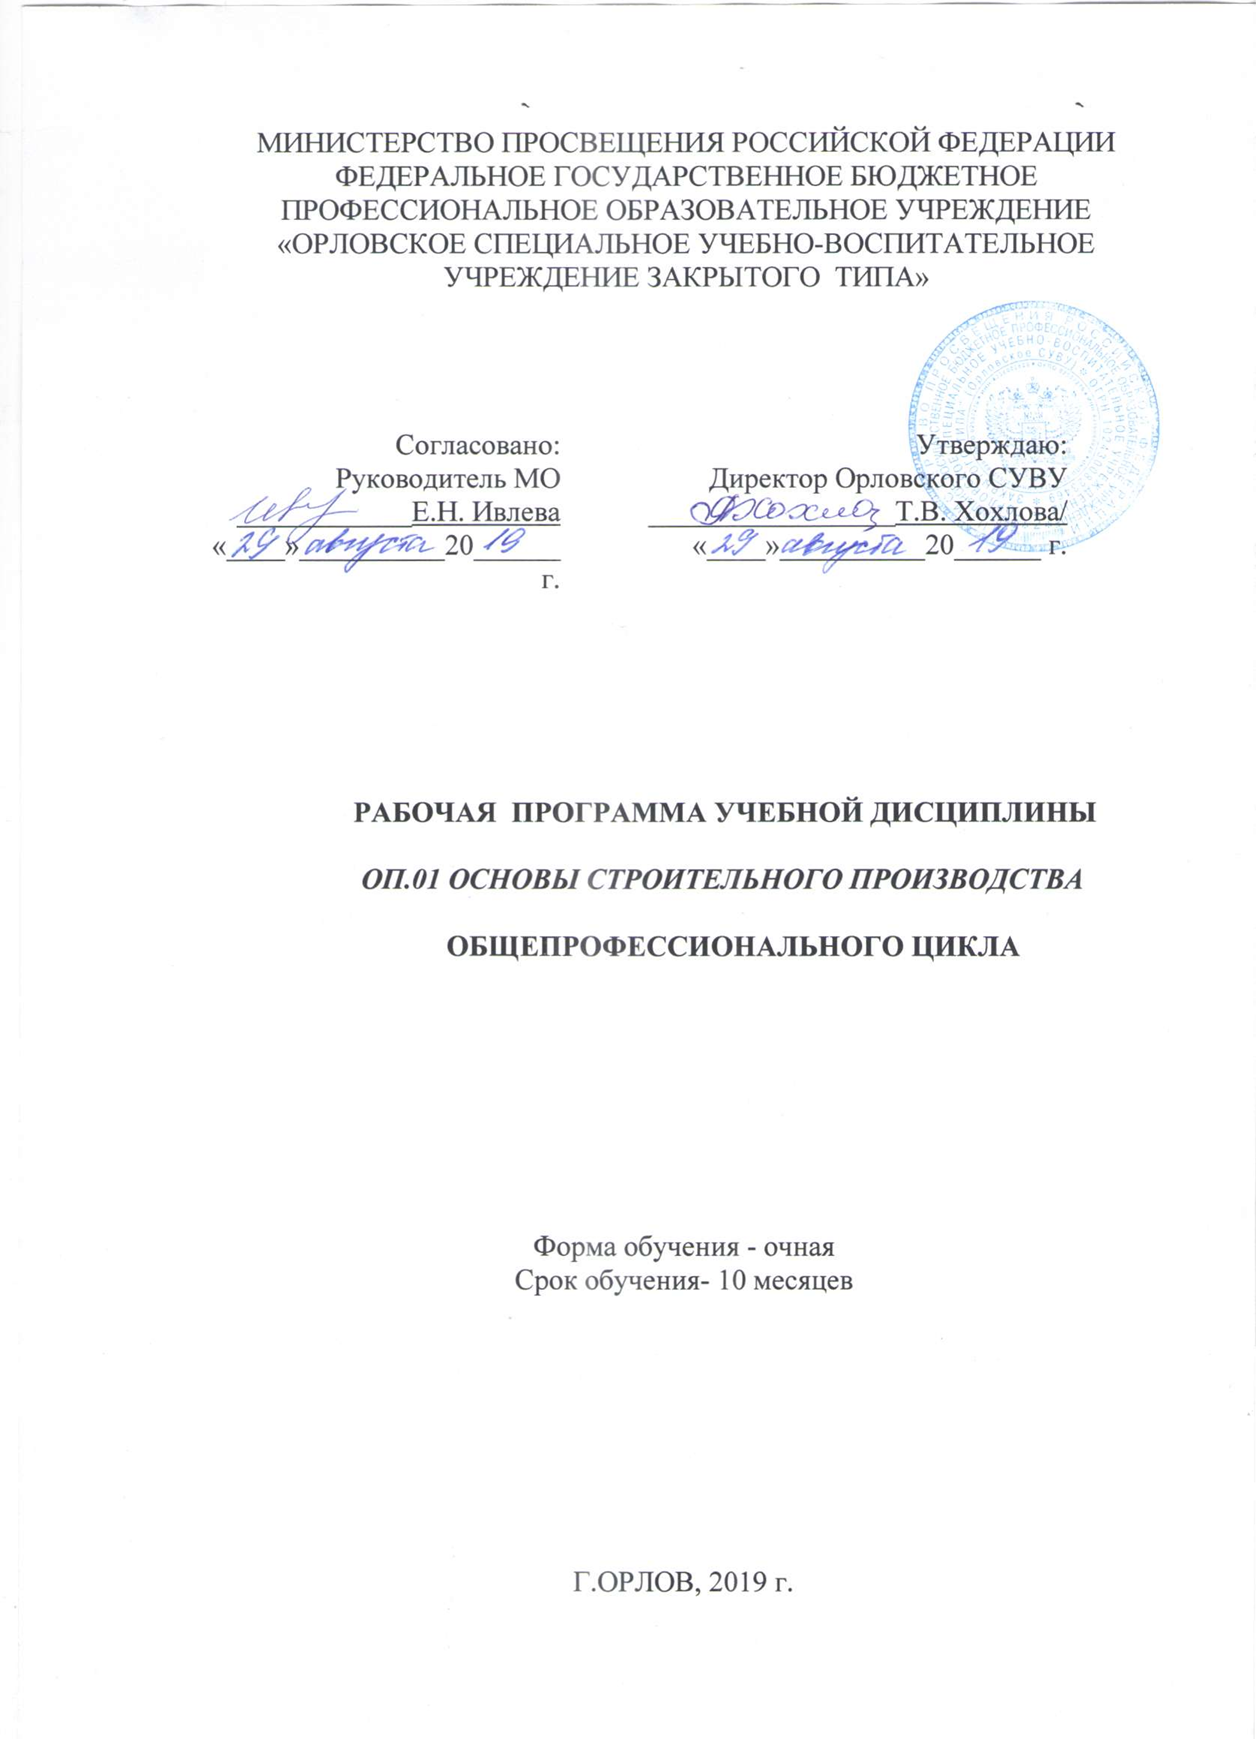 МИНИСТЕРСТВО ПРОСВЕЩЕНИЯ РОССИЙСКОЙ ФЕДЕРАЦИИ
ФЕДЕРАЛЬНОЕ ГОСУДАРСТВЕННОЕ БЮДЖЕТНОЕ
ПРОФЕССИОНАЛЬНОЕ ОБРАЗОВАТЕЛЬНОЕ УЧРЕЖДЕНИЕ
«ОРЛОВСКОЕ СПЕЦИАЛЬНОЕ УЧЕБНО-ВОСПИТАТЕЛЬНОЕ
УЧРЕЖДЕНИЕ ЗАКРЫТОГО ТИПА»
Согласовано:
Руководитель МО
Е.Н. Ивлева
«29» августа 2019
г.
Утверждаю:
Директор Орловского СУВУ
Т.В. Хохлова/
«29» августа 2019 г.
РАБОЧАЯ ПРОГРАММА УЧЕБНОЙ ДИСЦИПЛИНЫ
ОП.01 ОСНОВЫ СТРОИТЕЛЬНОГО ПРОИЗВОДСТВА
ОБЩЕПРОФЕССИОНАЛЬНОГО ЦИКЛА
Форма обучения - очная
Срок обучения- 10 месяцев
Г.ОРЛОВ, 2019 г.